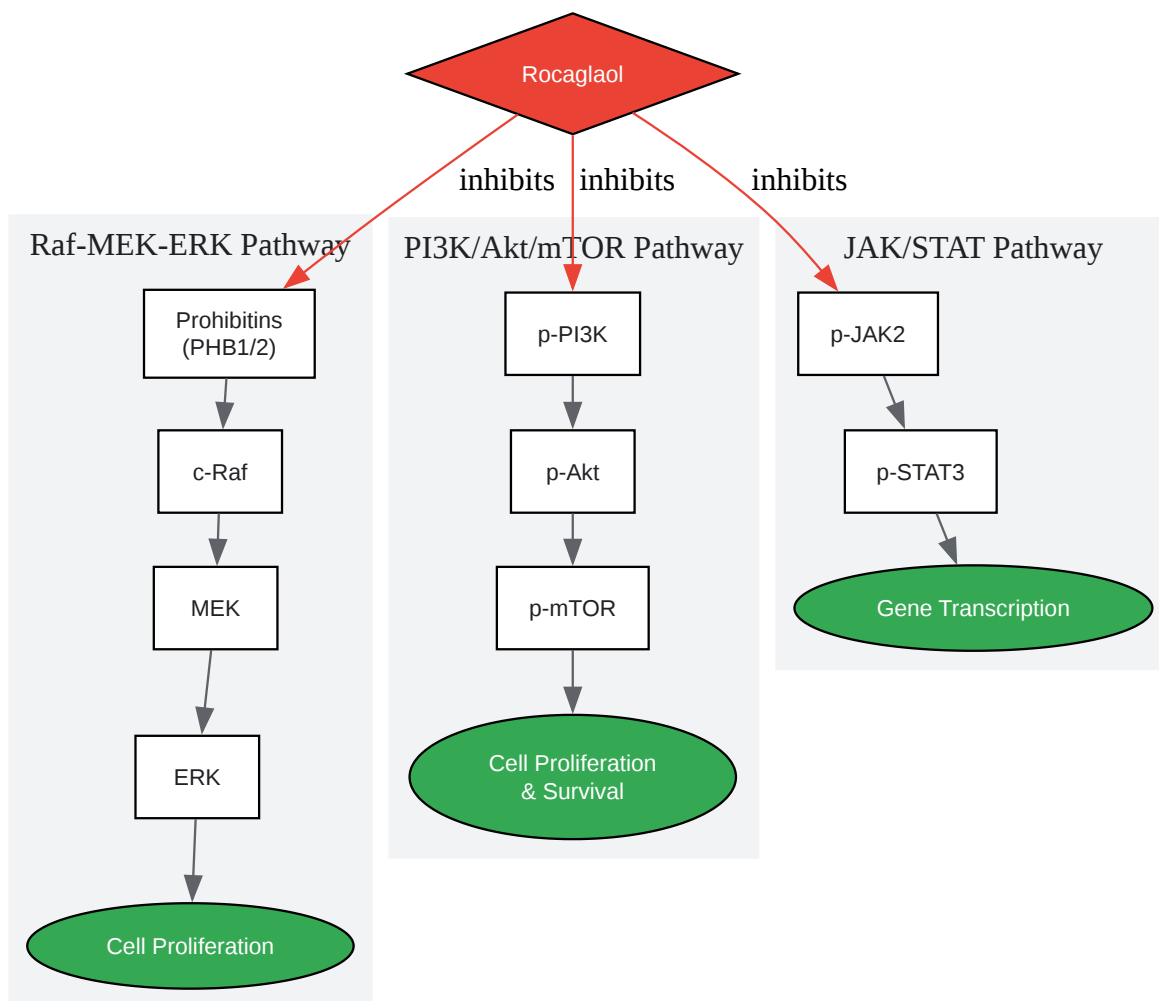 Rocaglaol
inhibits
inhibits
inhibits
Raf-MEK-ERK Pathway
Prohibitins
(PHB1/2)
c-Raf
MEK
ERK
Cell Proliferation
PI3K/Akt/mTOR Pathway
p-PI3K
p-Akt
p-mTOR
Cell Proliferation
& Survival
JAK/STAT Pathway
p-JAK2
p-STAT3
Gene Transcription